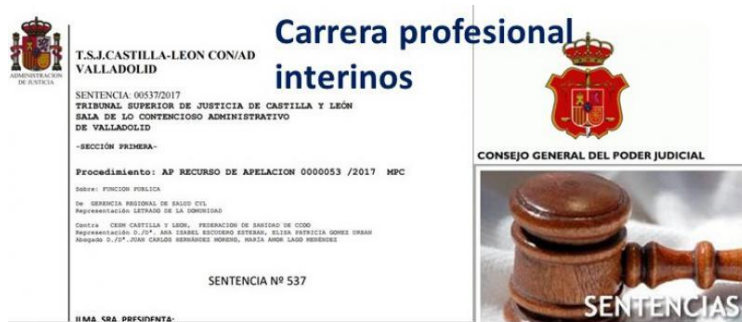 Carrera profesional
interinos
ADMINISTRACION
DE JUSTICIA
T.S.J.CASTILLA-LEON CON/AD
VALLADOLID
SENTENCIA: 00537/2017
TRIBUNAL SUPERIOR DE JUSTICIA DE CASTILLA Y LEÓN
SALA DE LO CONTENCIOSO ADMINISTRATIVO
DE VALLADOLID
-SECCIÓN PRIMERA-
Procedimiento: AP RECURSO DE APELACION 0000053 /2017 MPC
Sobre: FUNCION PUBLICA
De GERENCIA REGIONAL DE SALUD CYL
Representación LETRADO DE LA COMUNIDAD
Contra CESM CASTILLA Y LEÓN, FEDERACIÓN DE SANIDAD DE CCOO
Representación D./Dª. ANA ISABEL ESCUDERO ESTEBAN, ELISA PATRICIA GOMEZ URBAN
Abogado D./Dª.JUAN CARLOS HERNÁNDEZ MORENO, MARÍA AMOR LAGO MENÉNDEZ
SENTENCIA Nº 537
ILMA. SRA. PRESIDENTA:
CONSEJO GENERAL DEL PODER JUDICIAL
SENTENCIAS